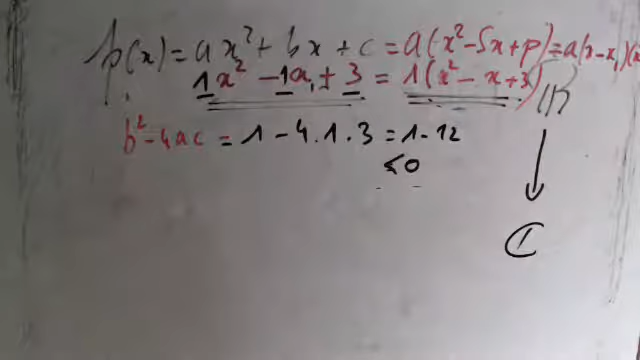 p(x) = ax² + bx + c = a(x² - Sx + p) = a(x - x₁)(x
1x² - 1x + 3 = 1(x² - x + 3)
b² - 4ac = 1 - 4.1.3 = 1 - 12
< 0
ℝ
↓
ℂ